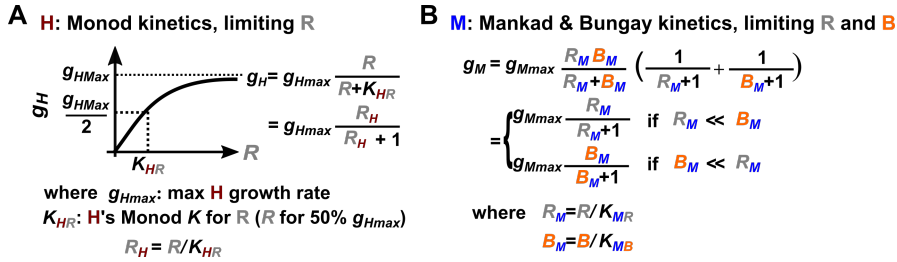 A
H: Monod kinetics, limiting R
g_HMax
g_HMax/2
g_H
K_HR
R
g_H = g_Hmax R/(R+K_HR)
= g_Hmax R_H/(R_H + 1)
where g_Hmax: max H growth rate
K_HR: H's Monod K for R (R for 50% g_Hmax)
R_H = R/K_HR
B
M: Mankad & Bungay kinetics, limiting R and B
g_M = g_Mmax (R_M B_M)/(R_M+B_M) (1/(R_M+1) + 1/(B_M+1))
= { g_Mmax R_M/(R_M+1) if R_M << B_M
g_Mmax B_M/(B_M+1) if B_M << R_M
where R_M=R/K_MR
B_M=B/K_MB